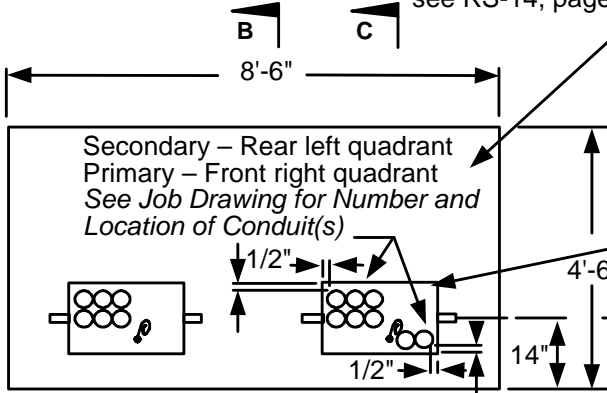 see RS-14, page
B
C
8'-6"
Secondary – Rear left quadrant
Primary – Front right quadrant
See Job Drawing for Number and
Location of Conduit(s)
1/2"
4'-6
14"
1/2"